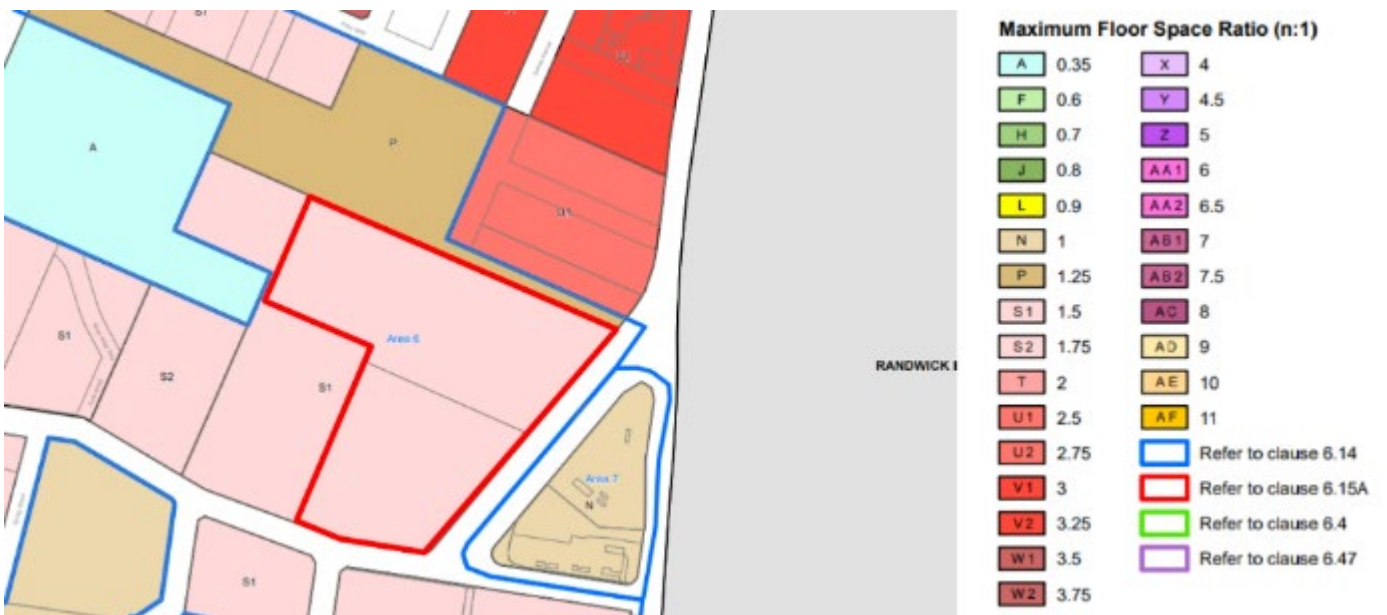 S1
A
P
U1
S1
S2
S1
Area 6
Area 7
N
S1
RANDWICK
Maximum Floor Space Ratio (n:1)
A 0.35
F 0.6
H 0.7
J 0.8
L 0.9
N 1
P 1.25
S1 1.5
S2 1.75
T 2
U1 2.5
U2 2.75
V1 3
V2 3.25
W1 3.5
W2 3.75
X 4
Y 4.5
Z 5
AA1 6
AA2 6.5
AB1 7
AB2 7.5
AC 8
AD 9
AE 10
AF 11
Refer to clause 6.14
Refer to clause 6.15A
Refer to clause 6.4
Refer to clause 6.47